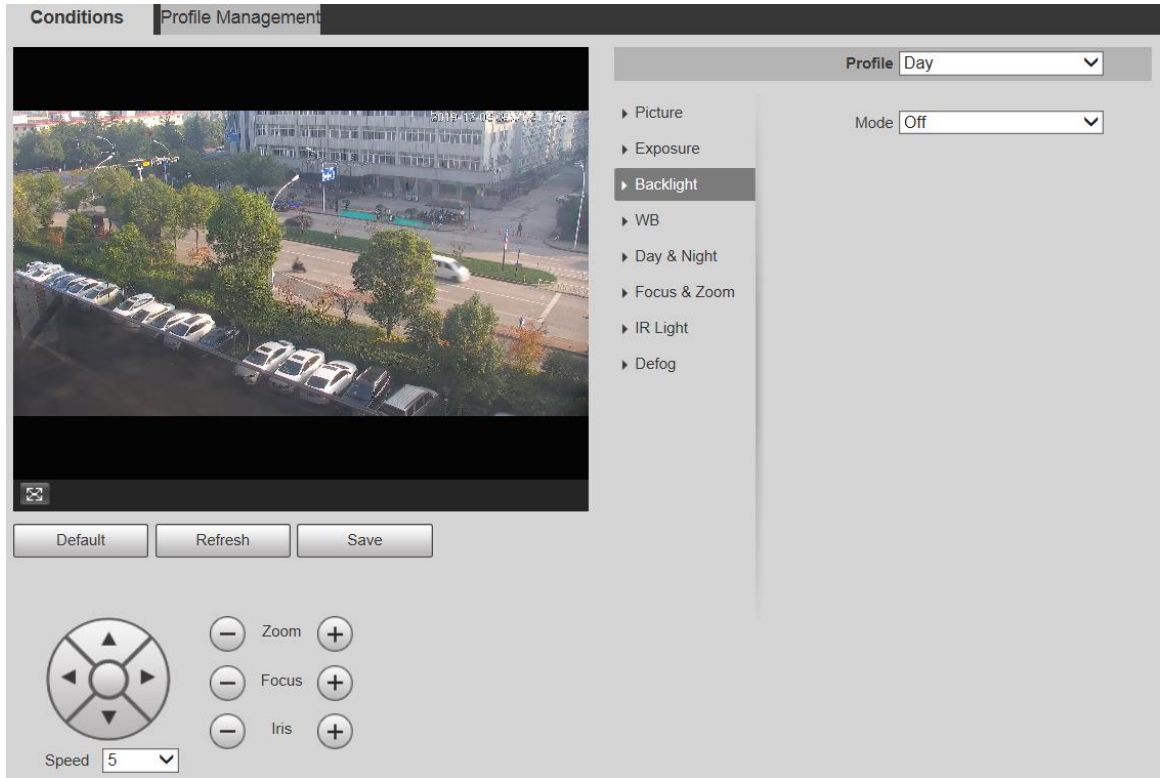 Conditions
Profile Management
Profile Day
Picture
Exposure
Backlight
WB
Day & Night
Focus & Zoom
IR Light
Defog
Mode Off
Default
Refresh
Save
Zoom
Focus
Iris
Speed 5